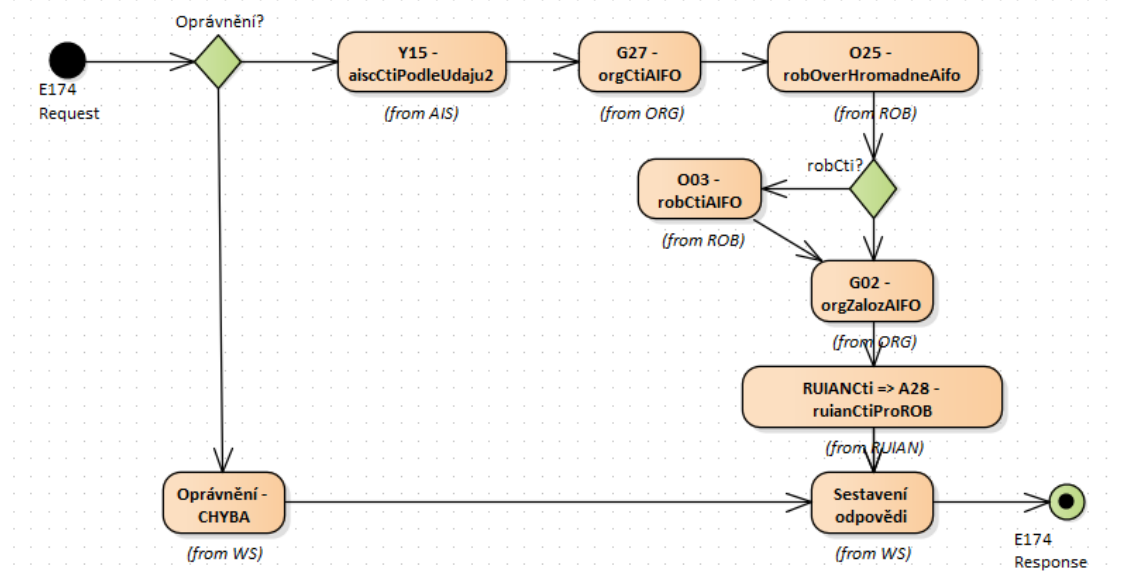 Oprávnění?
E174
Request
Y15 -
aiscCtiPodleUdaju2
(from AIS)
G27 -
orgCtiAIFO
(from ORG)
O25 -
robOverHromadneAifo
(from ROB)
robCti?
O03 -
robCtiAIFO
(from ROB)
G02 -
orgZalozAIFO
(from ORG)
RUIANCti => A28 -
ruianCtiProROB
(from RUIAN)
Oprávnění -
CHYBA
(from WS)
Sestavení
odpovědi
(from WS)
E174
Response